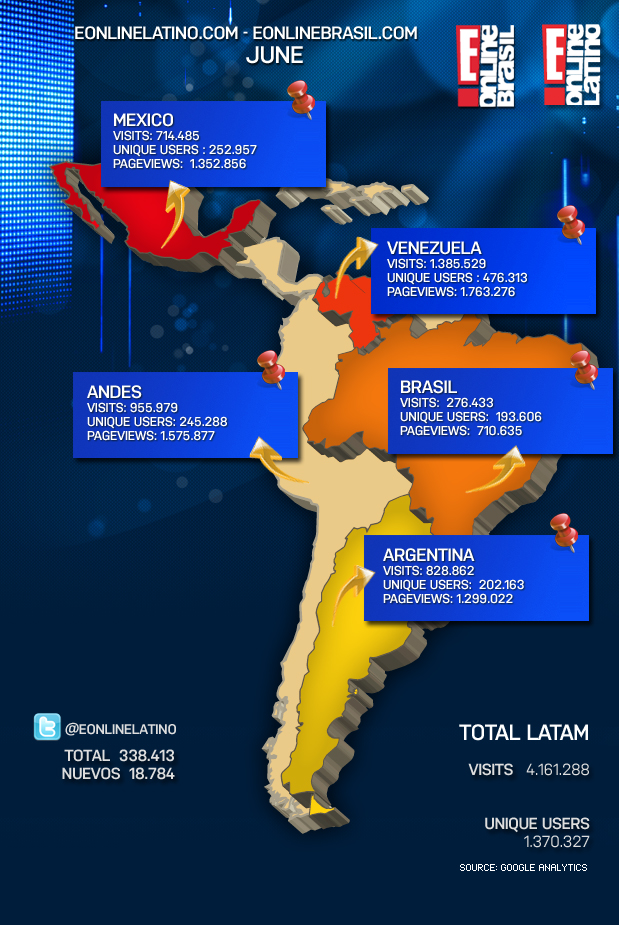 EONLINELATINO.COM - EONLINEBRASIL.COM
JUNE
E! Online Brasil
E! Online Latino
MEXICO
VISITS: 714.485
UNIQUE USERS : 252.957
PAGEVIEWS: 1.352.856
VENEZUELA
VISITS: 1.385.529
UNIQUE USERS : 476.313
PAGEVIEWS: 1.763.276
ANDES
VISITS: 955.979
UNIQUE USERS: 245.288
PAGEVIEWS: 1.575.877
BRASIL
VISITS: 276.433
UNIQUE USERS: 193.606
PAGEVIEWS: 710.635
ARGENTINA
VISITS: 828.862
UNIQUE USERS: 202.163
PAGEVIEWS: 1.299.022
@EONLINELATINO
TOTAL 338.413
NUEVOS 18.784
TOTAL LATAM
VISITS 4.161.288
UNIQUE USERS
1.370.327
SOURCE: GOOGLE ANALYTICS